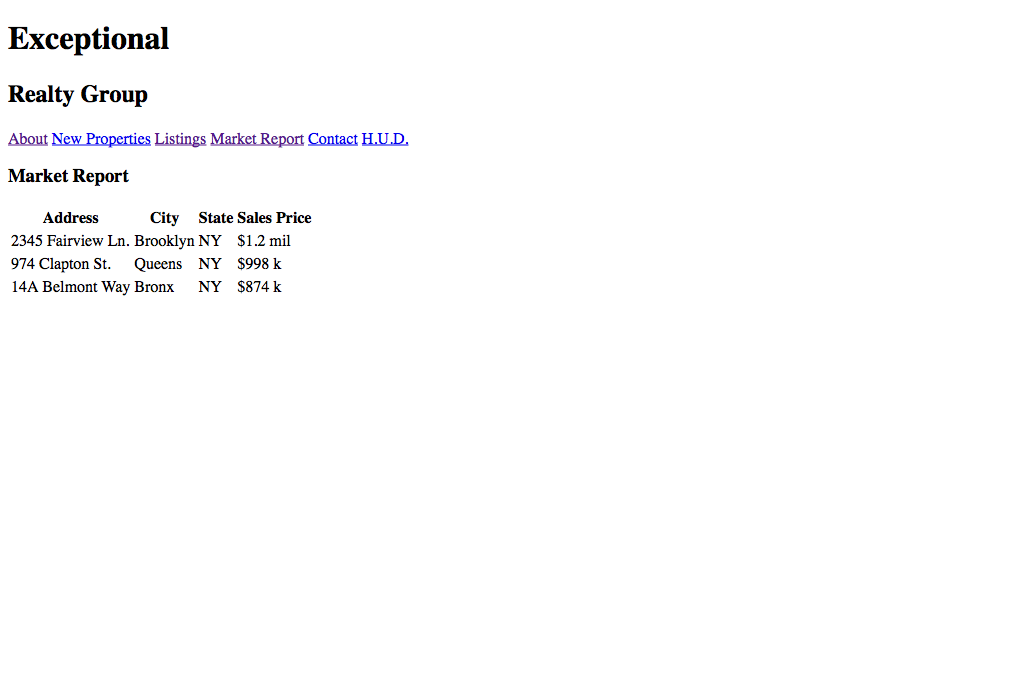 Exceptional
Realty Group
About New Properties Listings Market Report Contact H.U.D.
Market Report
Address City State Sales Price
2345 Fairview Ln. Brooklyn NY $1.2 mil
974 Clapton St. Queens NY $998 k
14A Belmont Way Bronx NY $874 k